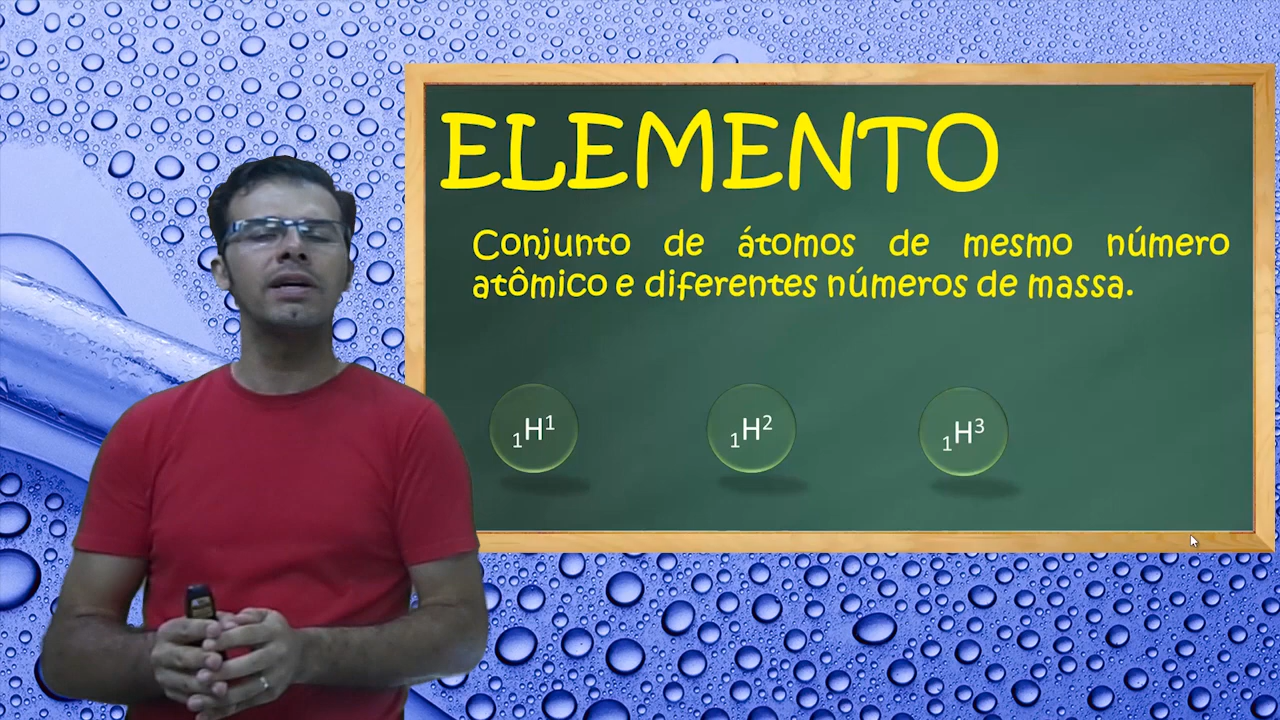 ELEMENTO
Conjunto de átomos de mesmo número
atômico e diferentes números de massa.
₁H¹ ₁H² ₁H³